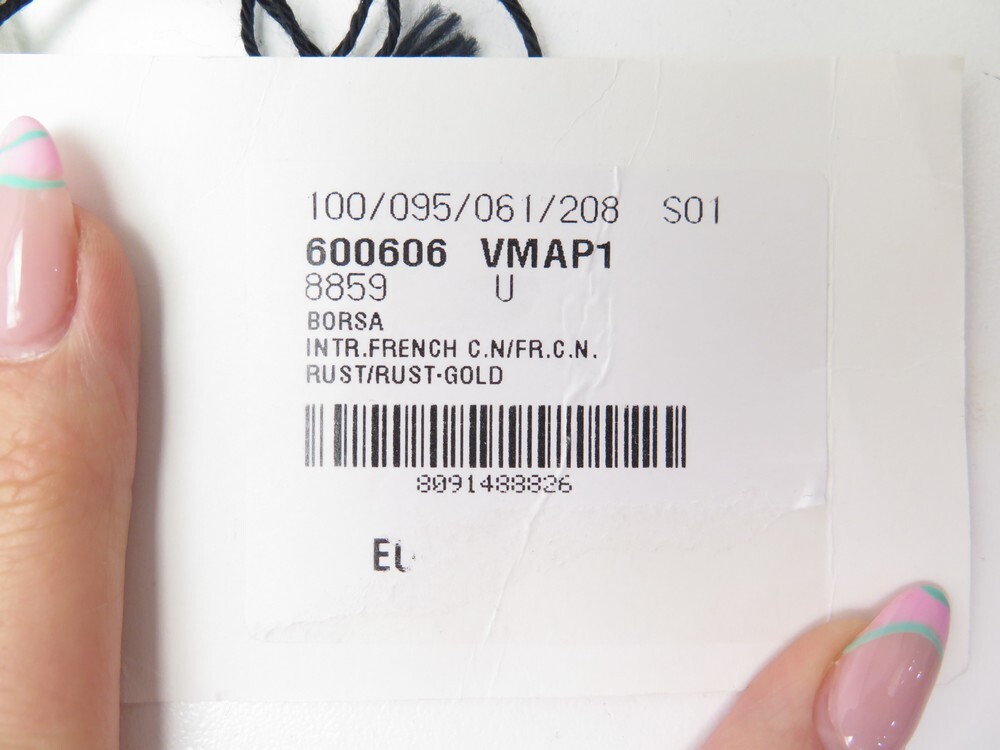 100/095/061/208 S01
600606 VMAP1
8859 U
BORSA
INTR.FRENCH C.N/FR.C.N.
RUST/RUST-GOLD
8091488826